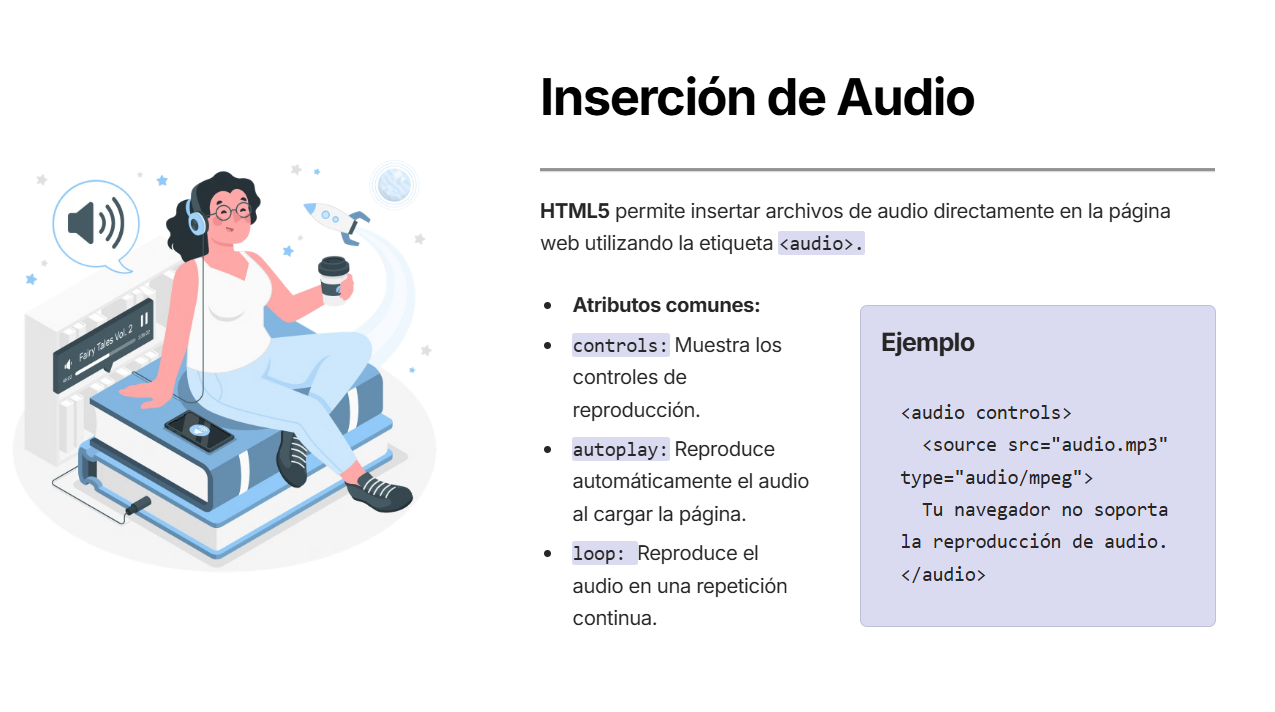 Inserción de Audio
HTML5 permite insertar archivos de audio directamente en la página
web utilizando la etiqueta <audio>.
Atributos comunes:
controls: Muestra los
controles de
reproducción.
autoplay: Reproduce
automáticamente el audio
al cargar la página.
loop: Reproduce el
audio en una repetición
continua.
Ejemplo
<audio controls>
<source src="audio.mp3"
type="audio/mpeg">
Tu navegador no soporta
la reproducción de audio.
</audio>
Fairy Tales Vol. 2